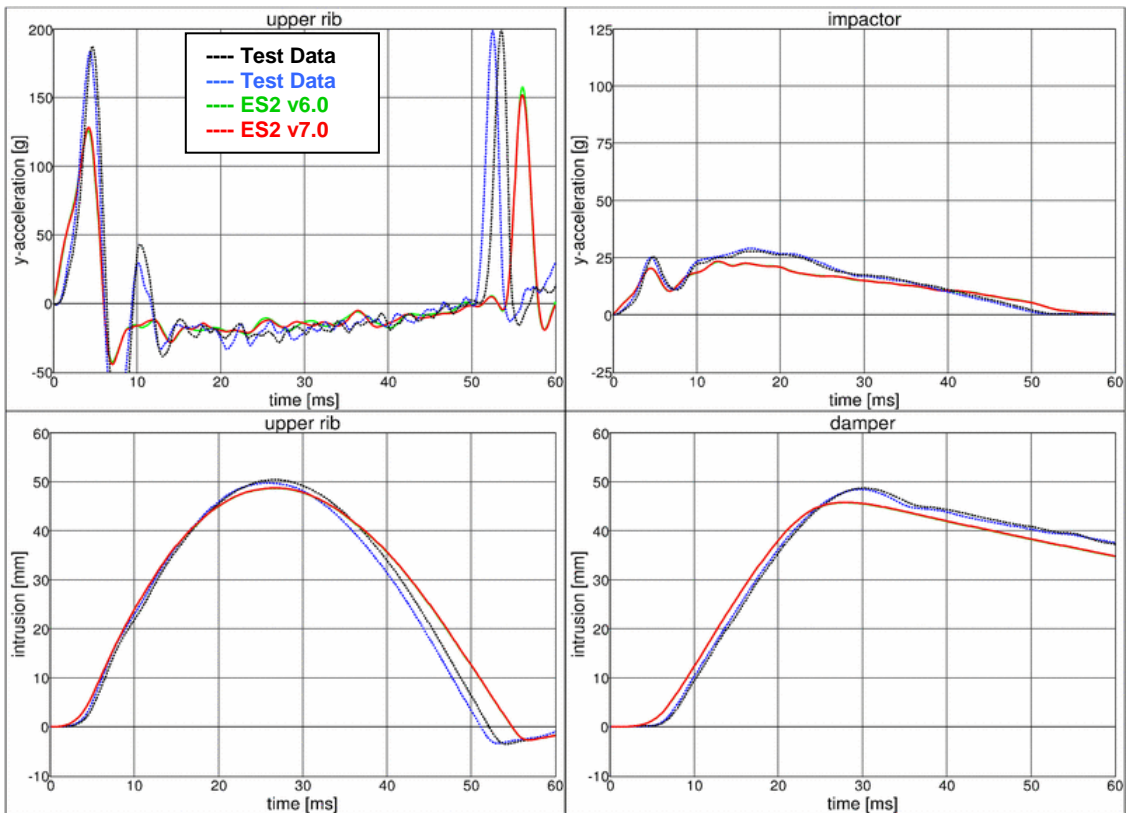 upper rib
200
150
100
50
0
-50
y-acceleration [g]
0 10 20 30 40 50 60
time [ms]
---- Test Data
---- Test Data
---- ES2 v6.0
---- ES2 v7.0
impactor
125
100
75
50
25
0
-25
y-acceleration [g]
0 10 20 30 40 50 60
time [ms]
upper rib
60
50
40
30
20
10
0
-10
intrusion [mm]
0 10 20 30 40 50 60
time [ms]
damper
60
50
40
30
20
10
0
-10
intrusion [mm]
0 10 20 30 40 50 60
time [ms]